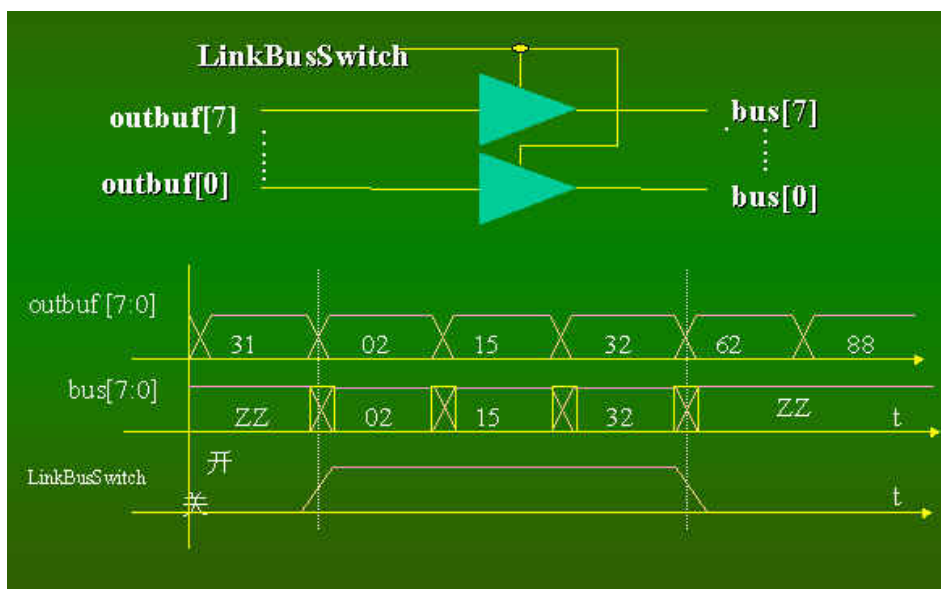 LinkBusSwitch
outbuf[7]
bus[7]
outbuf[0]
bus[0]
outbuf [7:0]
31 02 15 32 62 88
bus[7:0]
ZZ 02 15 32 ZZ t
开
LinkBusSwitch
关
t